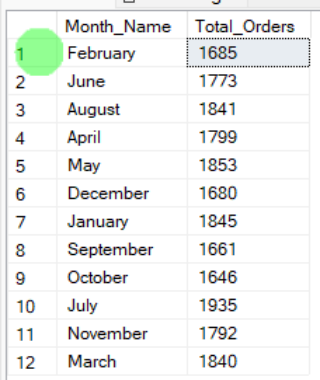 Month_Name Total_Orders
1 February 1685
2 June 1773
3 August 1841
4 April 1799
5 May 1853
6 December 1680
7 January 1845
8 September 1661
9 October 1646
10 July 1935
11 November 1792
12 March 1840